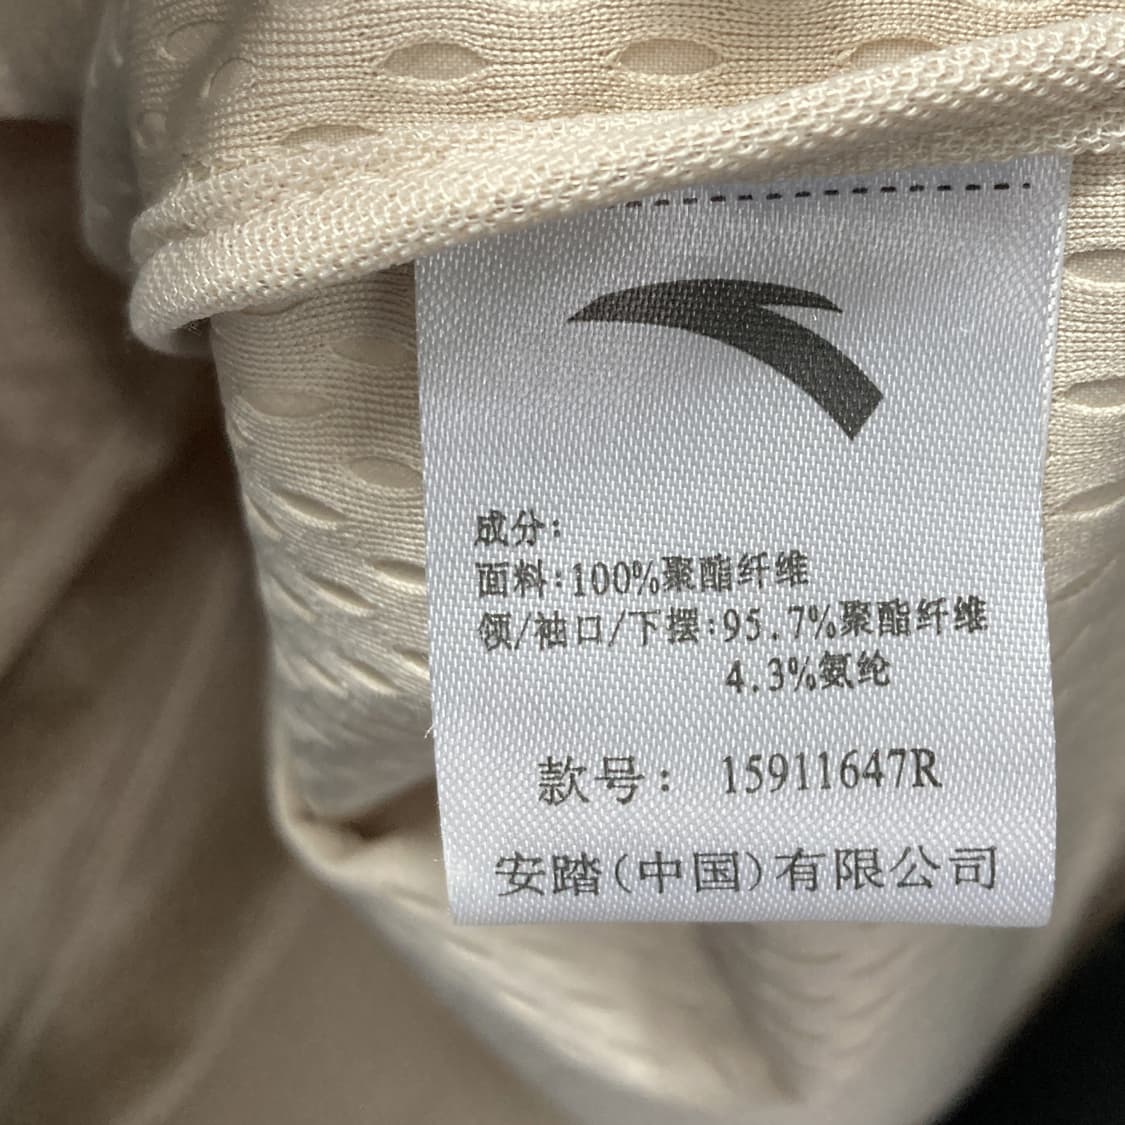 成分:
面料:100%聚酯纤维
领/袖口/下摆:95.7%聚酯纤维
4.3%氨纶
款号: 15911647R
安踏(中国)有限公司